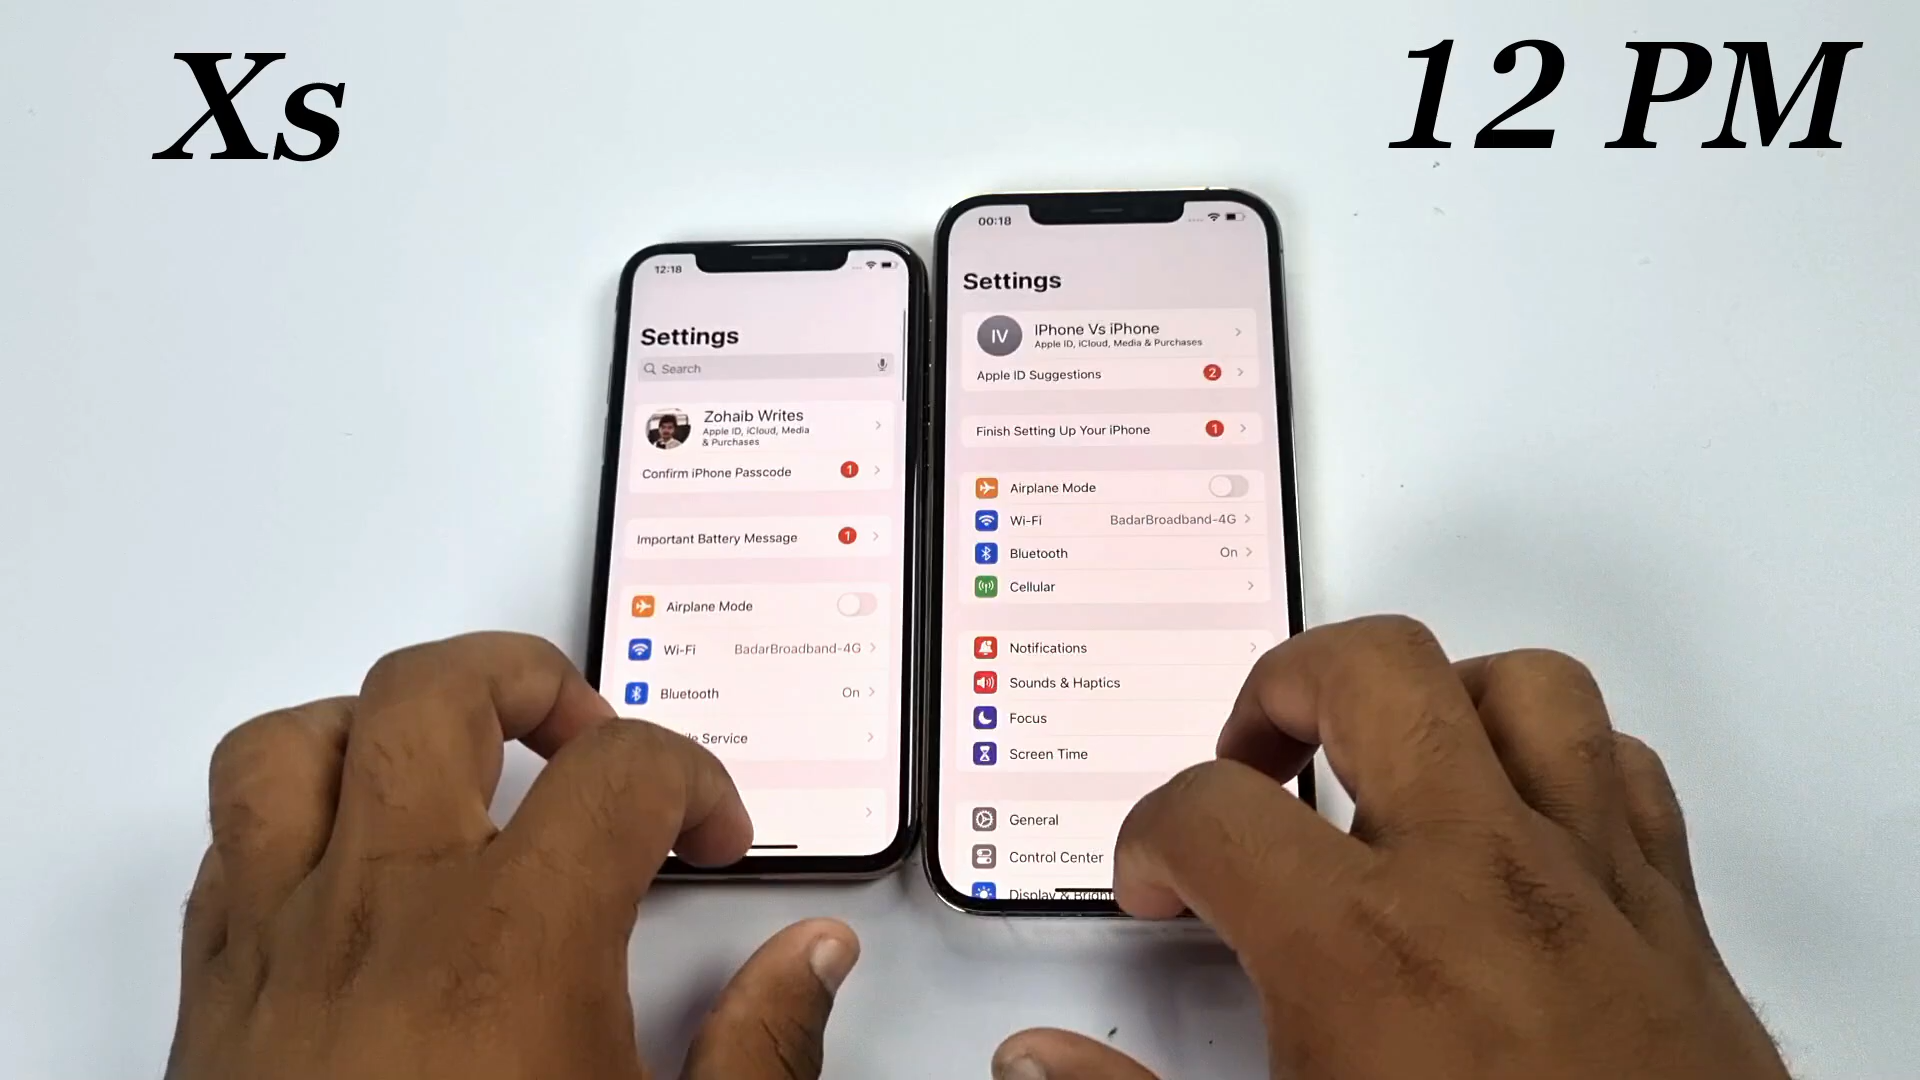 Xs
12 PM
12:18
Settings
Search
Zohaib Writes
Apple ID, iCloud, Media
& Purchases
Confirm iPhone Passcode
1
Important Battery Message
1
Airplane Mode
Wi-Fi
BadarBroadband-4G
Bluetooth
On
Service
00:18
Settings
IV
IPhone Vs iPhone
Apple ID, iCloud, Media & Purchases
Apple ID Suggestions
2
Finish Setting Up Your iPhone
1
Airplane Mode
Wi-Fi
BadarBroadband-4G
Bluetooth
On
Cellular
Notifications
Sounds & Haptics
Focus
Screen Time
General
Control Center
Display & Bright